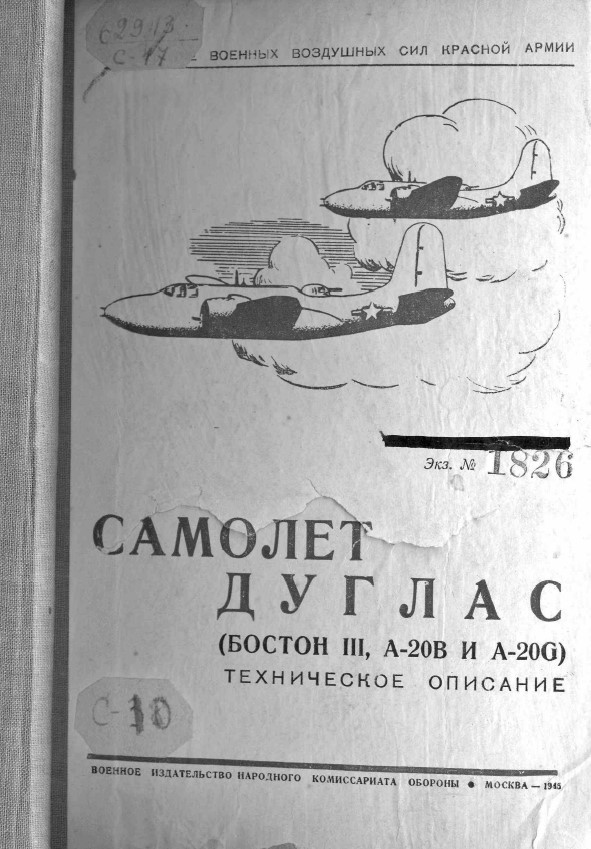 62913.
С-17
ВОЕННЫХ ВОЗДУШНЫХ СИЛ КРАСНОЙ АРМИИ
Экз. № 1826
САМОЛЕТ
ДУГЛАС
(БОСТОН III, А-20В И А-20G)
ТЕХНИЧЕСКОЕ ОПИСАНИЕ
С-10
ВОЕННОЕ ИЗДАТЕЛЬСТВО НАРОДНОГО КОМИССАРИАТА ОБОРОНЫ ● МОСКВА — 1945